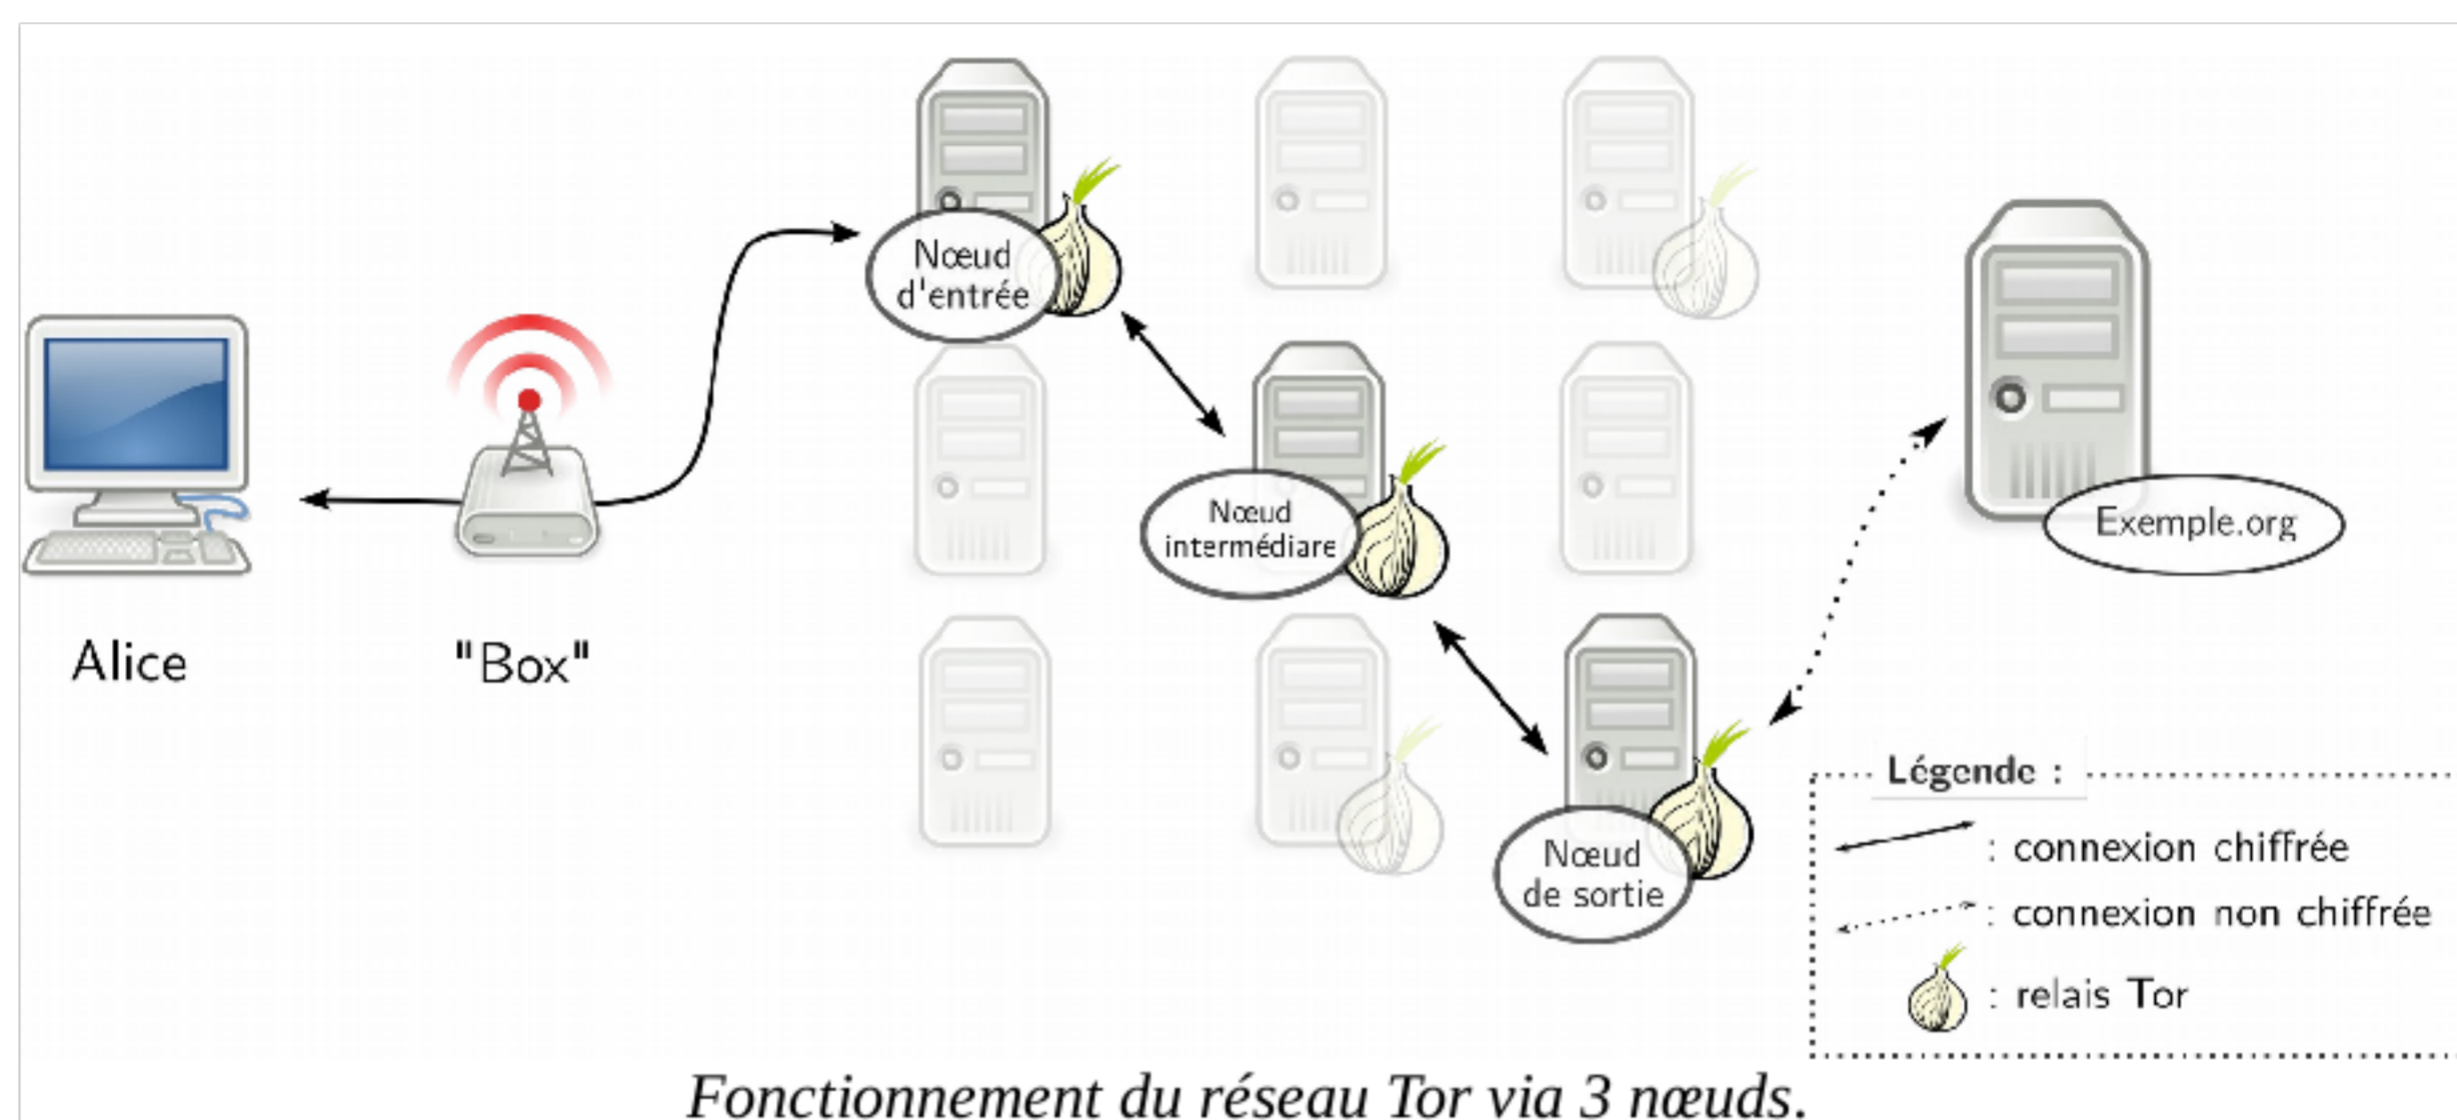 Nœud
d'entrée
Nœud
intermédiare
Exemple.org
Alice
"Box"
Nœud
de sortie
Légende :
: connexion chiffrée
: connexion non chiffrée
: relais Tor
Fonctionnement du réseau Tor via 3 nœuds.